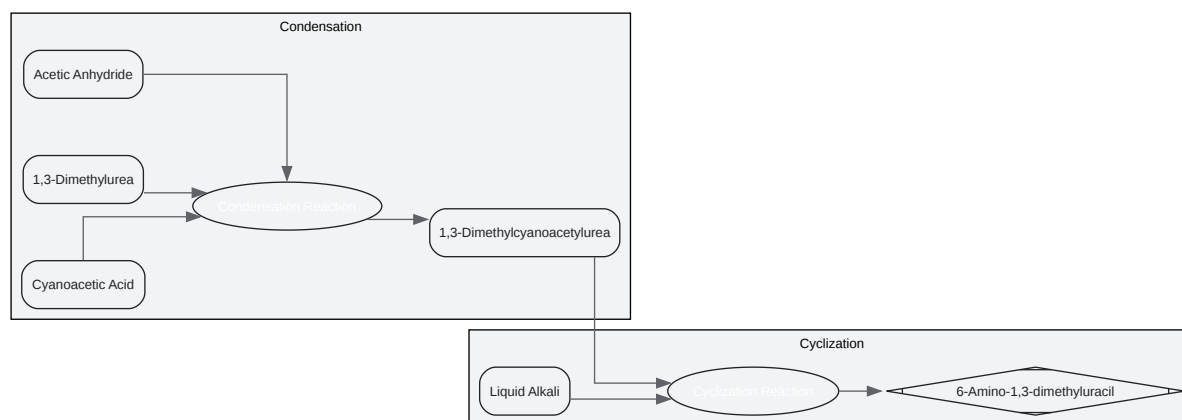 Condensation
Acetic Anhydride
1,3-Dimethylurea
Condensation Reaction
1,3-Dimethylcyanoacetylurea
Cyanoacetic Acid
Cyclization
Liquid Alkali
Cyclization Reaction
6-Amino-1,3-dimethyluracil